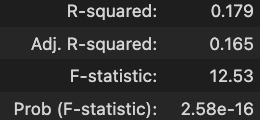 R-squared: 0.179
Adj. R-squared: 0.165
F-statistic: 12.53
Prob (F-statistic): 2.58e-16